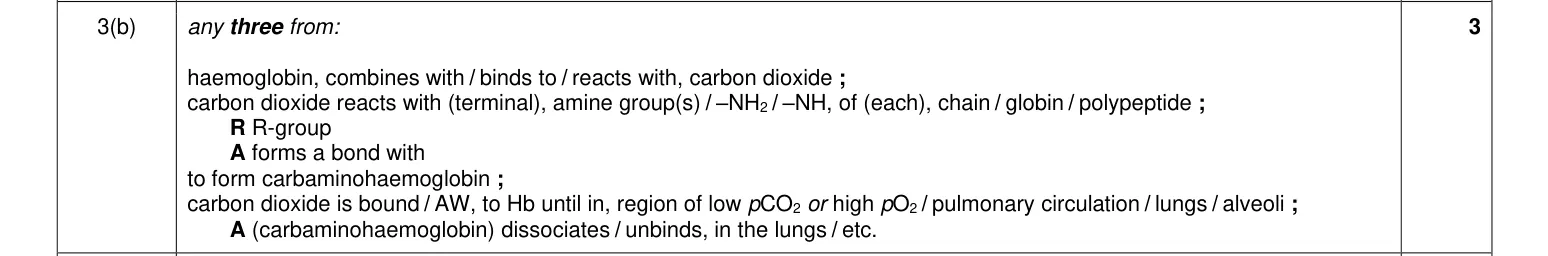 3(b) any three from: 3
haemoglobin, combines with / binds to / reacts with, carbon dioxide ;
carbon dioxide reacts with (terminal), amine group(s) / –NH₂ / –NH, of (each), chain / globin / polypeptide ;
R R-group
A forms a bond with
to form carbaminohaemoglobin ;
carbon dioxide is bound / AW, to Hb until in, region of low pCO₂ or high pO₂ / pulmonary circulation / lungs / alveoli ;
A (carbaminohaemoglobin) dissociates / unbinds, in the lungs / etc.